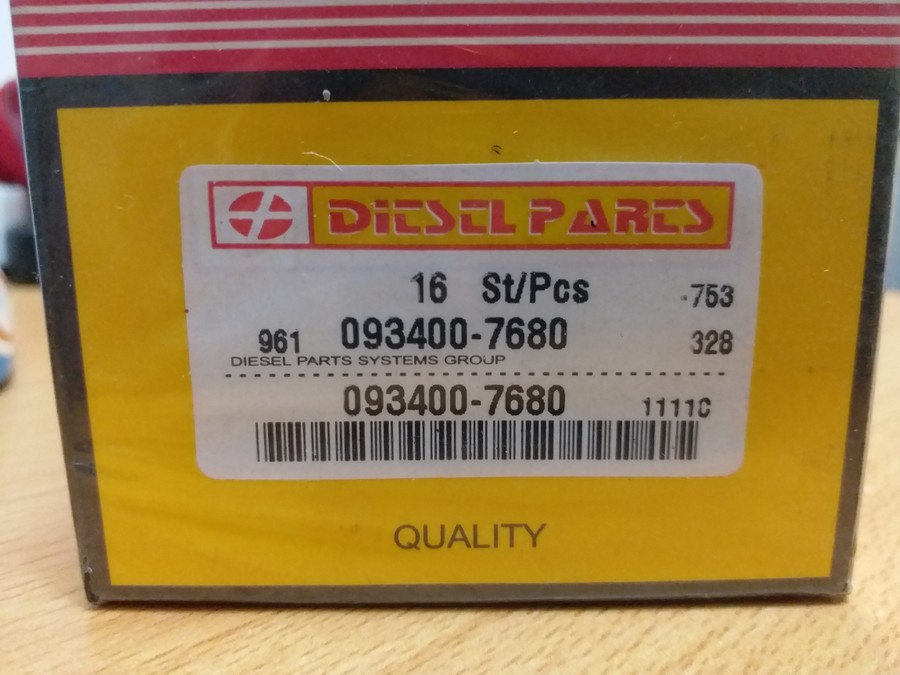 DIESEL PARTS
16 St/Pcs -753
961 093400-7680 328
DIESEL PARTS SYSTEMS GROUP
093400-7680 1111C
QUALITY